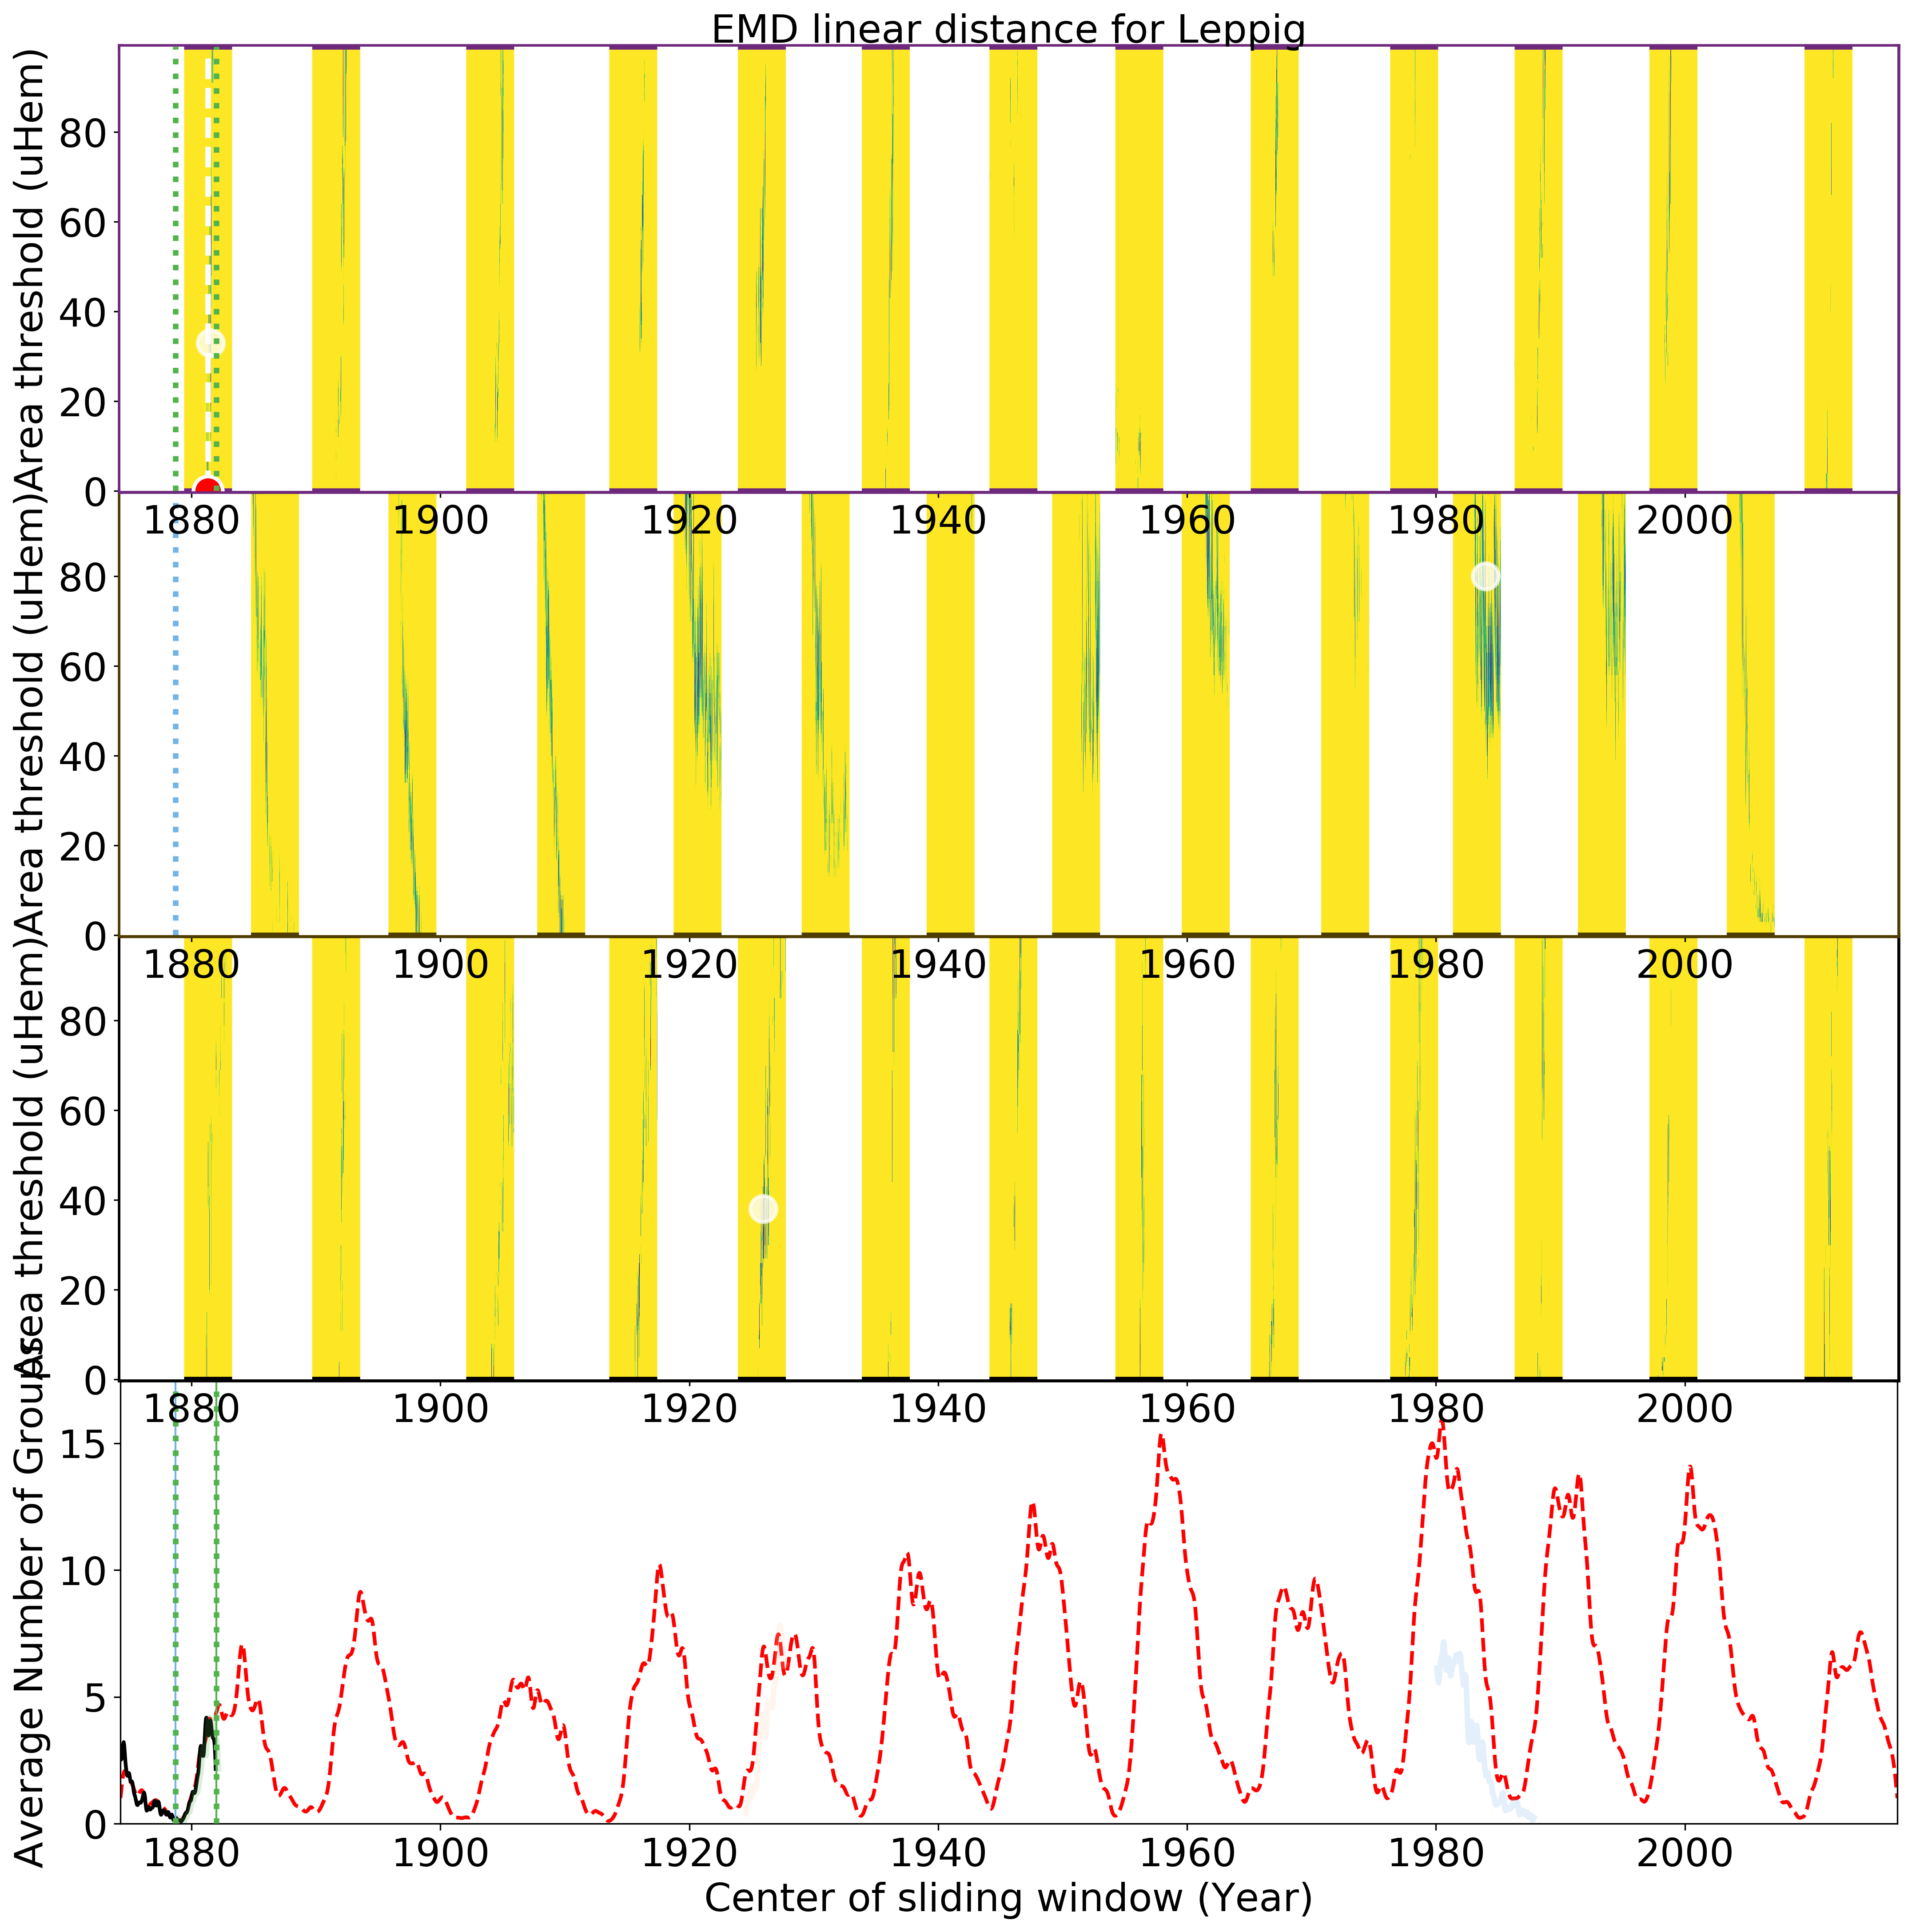 EMD linear distance for Leppig
Area threshold (uHem)
80
60
40
20
0
1880 1900 1920 1940 1960 1980 2000
Area threshold (uHem)
80
60
40
20
0
1880 1900 1920 1940 1960 1980 2000
Area threshold (uHem)
80
60
40
20
0
1880 1900 1920 1940 1960 1980 2000
Average Number of Groups
15
10
5
0
1880 1900 1920 1940 1960 1980 2000
Center of sliding window (Year)